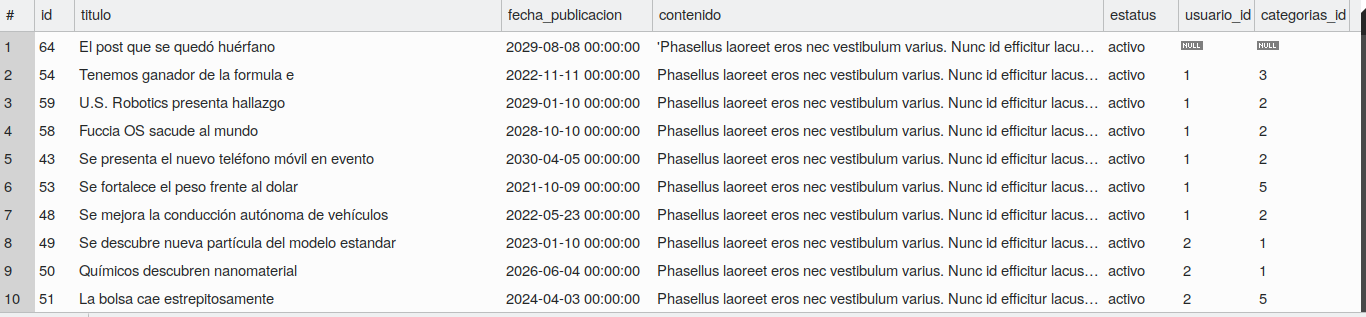 # id titulo fecha_publicacion contenido estatus usuario_id categorias_id
1 64 El post que se quedó huérfano 2029-08-08 00:00:00 'Phasellus laoreet eros nec vestibulum varius. Nunc id efficitur lacu... activo NULL NULL
2 54 Tenemos ganador de la formula e 2022-11-11 00:00:00 Phasellus laoreet eros nec vestibulum varius. Nunc id efficitur lacus... activo 1 3
3 59 U.S. Robotics presenta hallazgo 2029-01-10 00:00:00 Phasellus laoreet eros nec vestibulum varius. Nunc id efficitur lacus... activo 1 2
4 58 Fuccia OS sacude al mundo 2028-10-10 00:00:00 Phasellus laoreet eros nec vestibulum varius. Nunc id efficitur lacus... activo 1 2
5 43 Se presenta el nuevo teléfono móvil en evento 2030-04-05 00:00:00 Phasellus laoreet eros nec vestibulum varius. Nunc id efficitur lacus... activo 1 2
6 53 Se fortalece el peso frente al dolar 2021-10-09 00:00:00 Phasellus laoreet eros nec vestibulum varius. Nunc id efficitur lacus... activo 1 5
7 48 Se mejora la conducción autónoma de vehículos 2022-05-23 00:00:00 Phasellus laoreet eros nec vestibulum varius. Nunc id efficitur lacus... activo 1 2
8 49 Se descubre nueva partícula del modelo estandar 2023-01-10 00:00:00 Phasellus laoreet eros nec vestibulum varius. Nunc id efficitur lacus... activo 2 1
9 50 Químicos descubren nanomaterial 2026-06-04 00:00:00 Phasellus laoreet eros nec vestibulum varius. Nunc id efficitur lacus... activo 2 1
10 51 La bolsa cae estrepitosamente 2024-04-03 00:00:00 Phasellus laoreet eros nec vestibulum varius. Nunc id efficitur lacus... activo 2 5